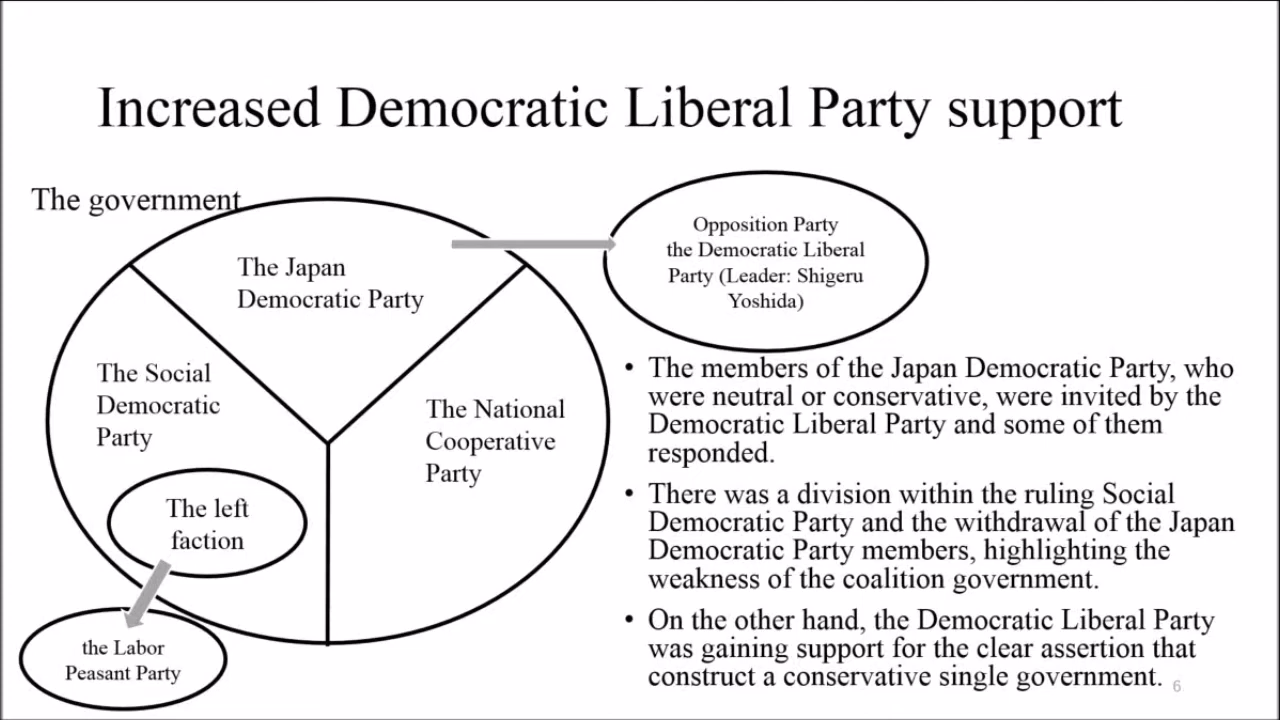 Increased Democratic Liberal Party support
The government
The Japan
Democratic Party
The Social
Democratic
Party
The National
Cooperative
Party
The left
faction
the Labor
Peasant Party
Opposition Party
the Democratic Liberal
Party (Leader: Shigeru
Yoshida)
• The members of the Japan Democratic Party, who
were neutral or conservative, were invited by the
Democratic Liberal Party and some of them
responded.
• There was a division within the ruling Social
Democratic Party and the withdrawal of the Japan
Democratic Party members, highlighting the
weakness of the coalition government.
• On the other hand, the Democratic Liberal Party
was gaining support for the clear assertion that
construct a conservative single government.
6